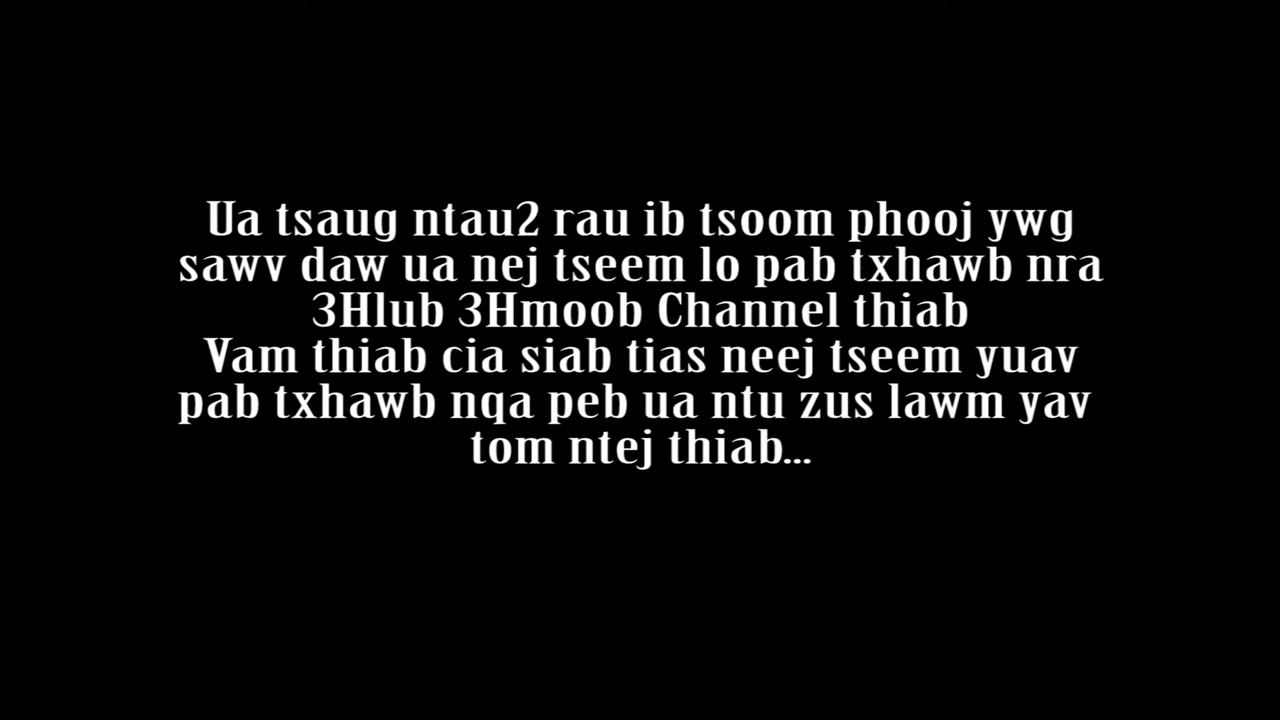 Ua tsaug ntau2 rau ib tsoom phooj ywg
sawv daw ua nej tseem lo pab txhawb nra
3Hlub 3Hmoob Channel thiab
Vam thiab cia siab tias neej tseem yuav
pab txhawb nqa peb ua ntu zus lawm yav
tom ntej thiab...